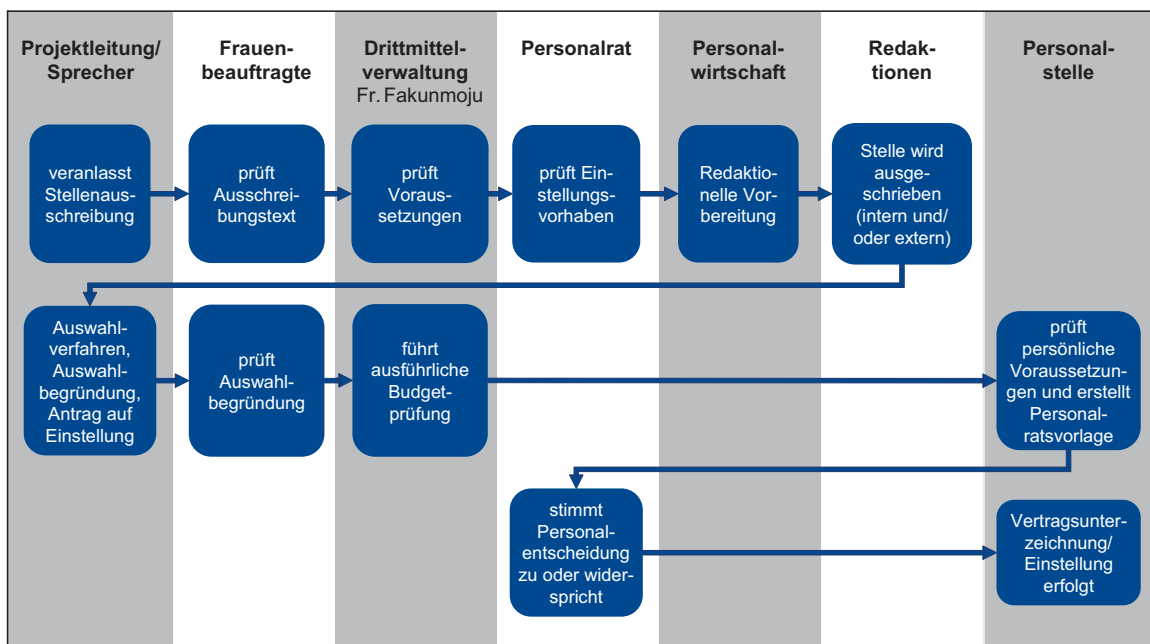 Projektleitung/
Sprecher
Frauen-
beauftragte
Drittmittel-
verwaltung
Fr. Fakunmoju
Personalrat
Personal-
wirtschaft
Redak-
tionen
Personal-
stelle
veranlasst
Stellenaus-
schreibung
prüft
Ausschrei-
bungstext
prüft
Voraus-
setzungen
prüft Ein-
stellungs-
vorhaben
Redaktio-
nelle Vor-
bereitung
Stelle wird
ausge-
schrieben
(intern und/
oder extern)
Auswahl-
verfahren,
Auswahl-
begründung,
Antrag auf
Einstellung
prüft
Auswahl-
begründung
führt
ausführliche
Budget-
prüfung
prüft
persönliche
Voraussetzun-
gen und erstellt
Personal-
ratsvorlage
stimmt
Personal-
entscheidung
zu oder wider-
spricht
Vertragsunter-
zeichnung/
Einstellung
erfolgt